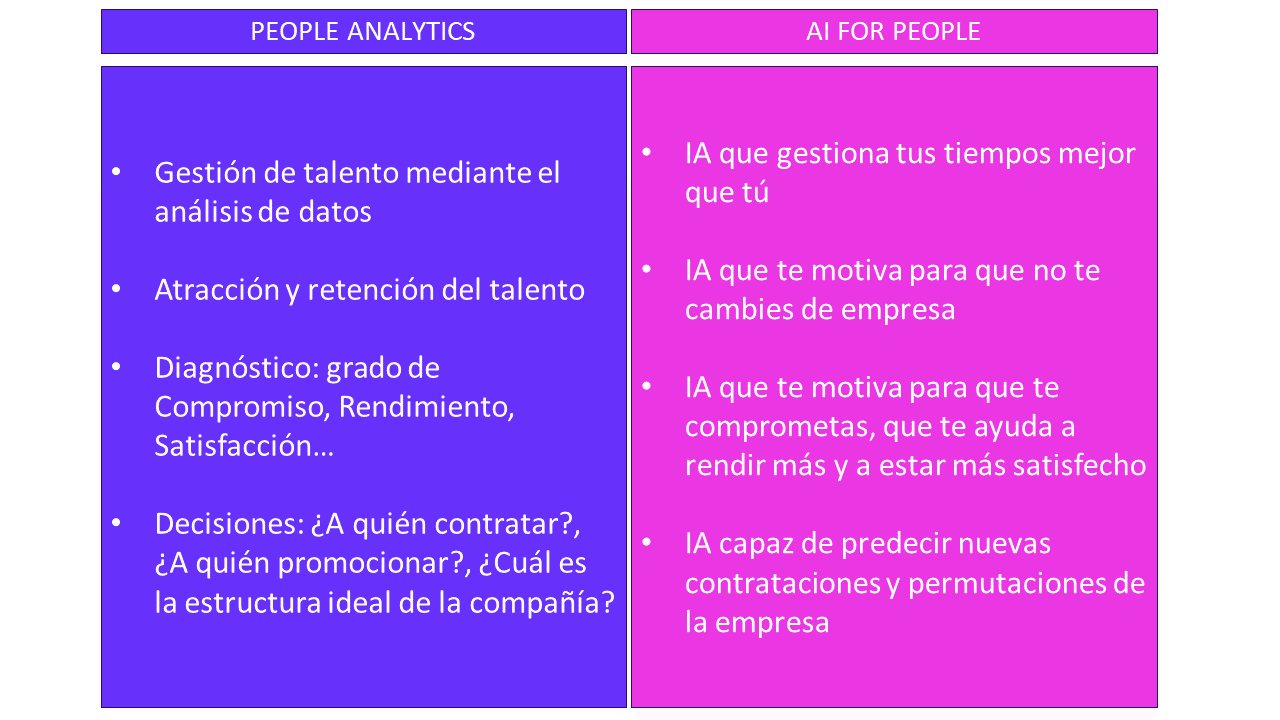 PEOPLE ANALYTICS
AI FOR PEOPLE
• Gestión de talento mediante el
análisis de datos
• Atracción y retención del talento
• Diagnóstico: grado de
Compromiso, Rendimiento,
Satisfacción...
• Decisiones: ¿A quién contratar?,
¿A quién promocionar?, ¿Cuál es
la estructura ideal de la compañía?
• IA que gestiona tus tiempos mejor
que tú
• IA que te motiva para que no te
cambies de empresa
• IA que te motiva para que te
comprometas, que te ayuda a
rendir más y a estar más satisfecho
• IA capaz de predecir nuevas
contrataciones y permutaciones de
la empresa